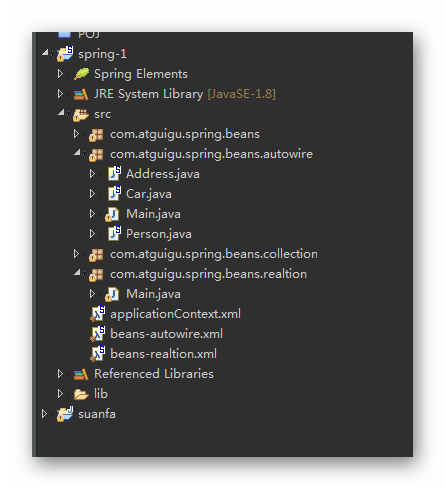 POJ
spring-1
Spring Elements
JRE System Library [JavaSE-1.8]
src
com.atguigu.spring.beans
com.atguigu.spring.beans.autowire
Address.java
Car.java
Main.java
Person.java
com.atguigu.spring.beans.collection
com.atguigu.spring.beans.realtion
Main.java
applicationContext.xml
beans-autowire.xml
beans-realtion.xml
Referenced Libraries
lib
suanfa